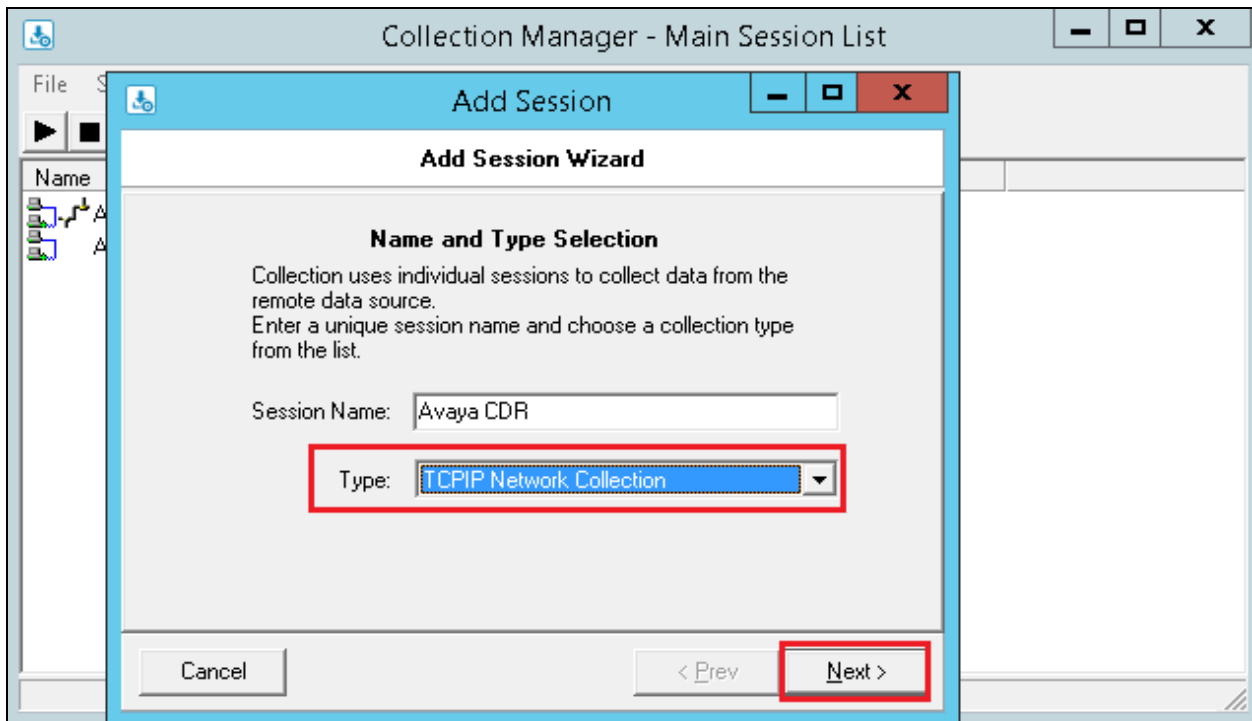 Collection Manager - Main Session List
File S
Add Session
Add Session Wizard
Name
A
A
Name and Type Selection
Collection uses individual sessions to collect data from the
remote data source.
Enter a unique session name and choose a collection type
from the list.
Session Name: Avaya CDR
Type: TCPIP Network Collection
Cancel < Prev Next >